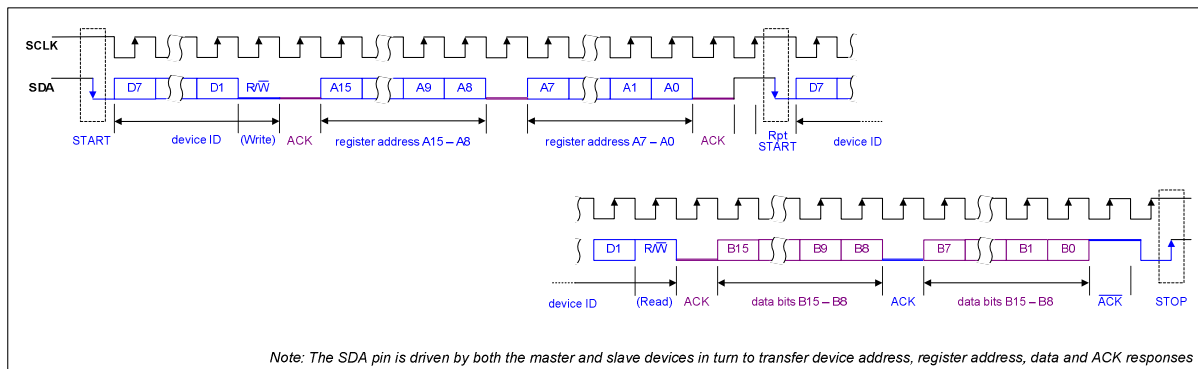 SCLK
SDA D7 D1 R/W̅ A15 A9 A8 A7 A1 A0 D7
START device ID (Write) ACK register address A15 – A8 register address A7 – A0 ACK Rpt START device ID
D1 R/W̅ B15 B9 B8 B7 B1 B0
device ID (Read) ACK data bits B15 – B8 ACK data bits B15 – B8 A̅C̅K̅ STOP
Note: The SDA pin is driven by both the master and slave devices in turn to transfer device address, register address, data and ACK responses